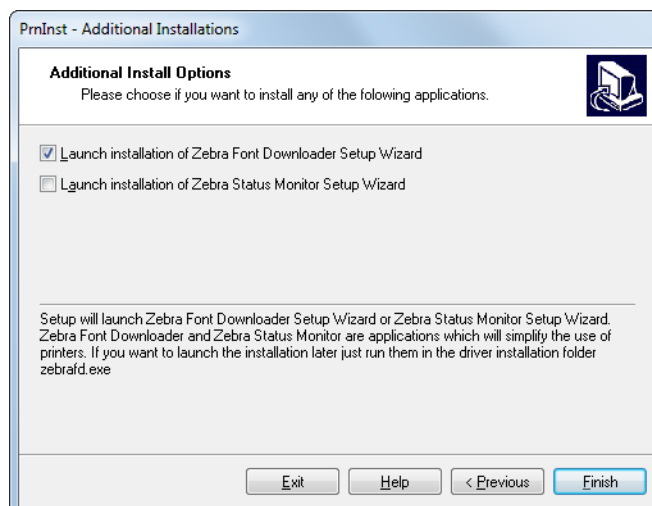 PrnInst - Additional Installations
Additional Install Options
Please choose if you want to install any of the folowing applications.
Launch installation of Zebra Font Downloader Setup Wizard
Launch installation of Zebra Status Monitor Setup Wizard
Setup will launch Zebra Font Downloader Setup Wizard or Zebra Status Monitor Setup Wizard.
Zebra Font Downloader and Zebra Status Monitor are applications which will simplify the use of
printers. If you want to launch the installation later just run them in the driver installation folder
zebrafd.exe
Exit Help < Previous Finish